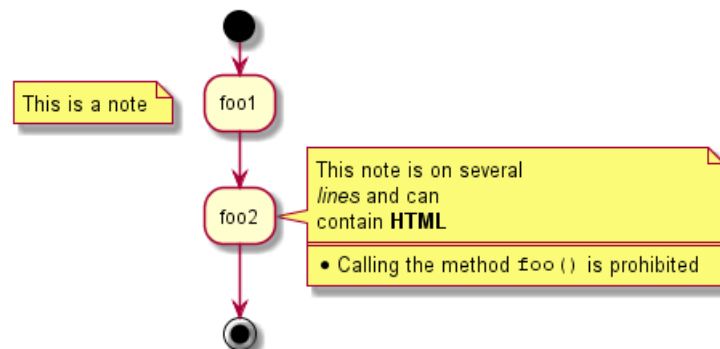 This is a note
foo1
foo2
This note is on several
lines and can
contain HTML
• Calling the method foo() is prohibited